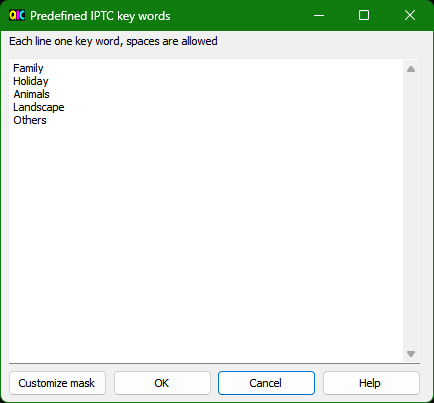 QIC Predefined IPTC key words
Each line one key word, spaces are allowed
Family
Holiday
Animals
Landscape
Others
Customize mask OK Cancel Help